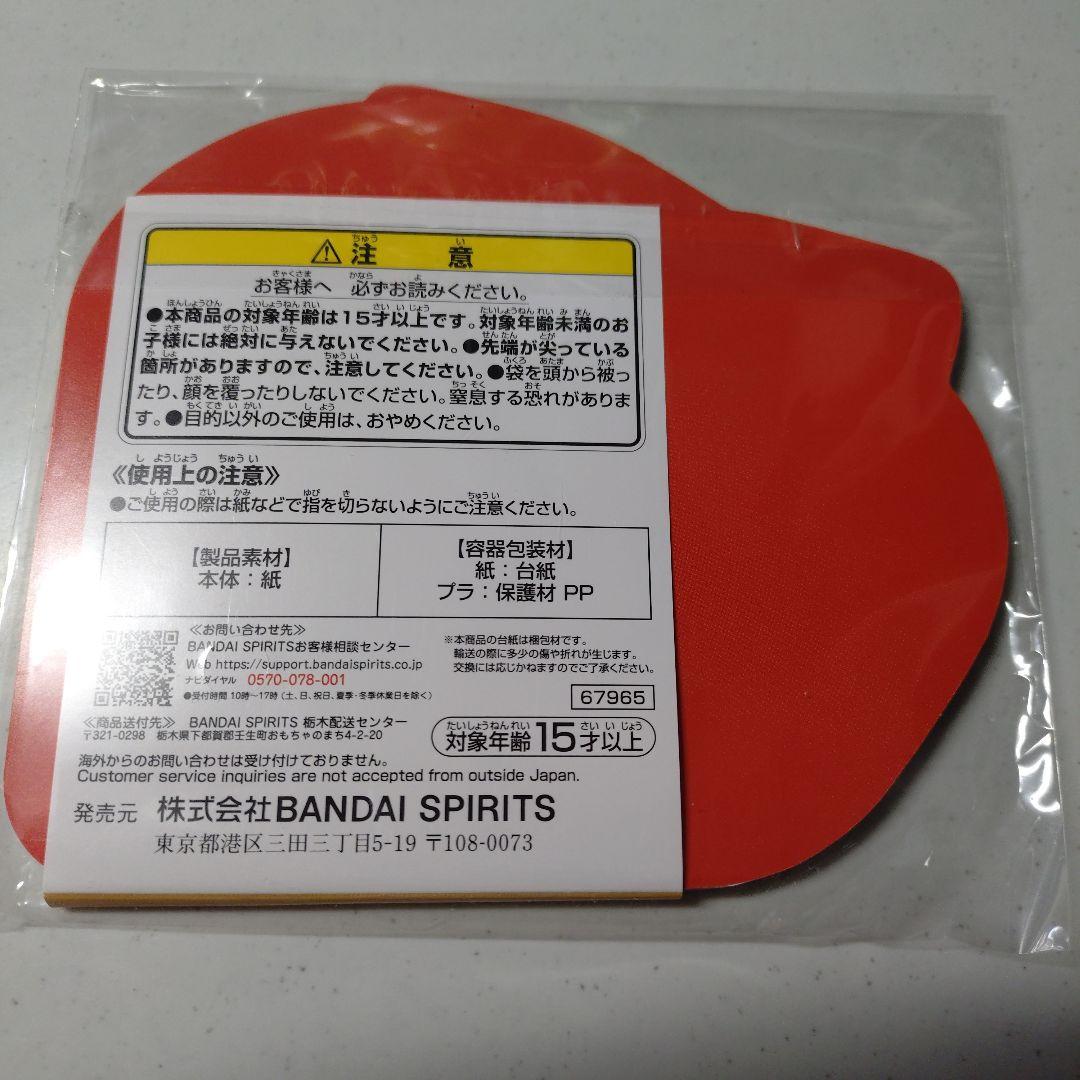 ⚠注意
お客様へ 必ずお読みください。
●本商品の対象年齢は15才以上です。対象年齢未満のお
子様には絶対に与えないでください。●先端が尖っている
箇所がありますので、注意してください。●袋を頭から被っ
たり、顔を覆ったりしないでください。窒息する恐れがありま
す。●目的以外のご使用は、おやめください。
《使用上の注意》
●ご使用の際は紙などで指を切らないようにご注意ください。
【製品素材】
本体:紙
【容器包装材】
紙:台紙
プラ:保護材 PP
≪お問い合わせ先≫
BANDAI SPIRITSお客様相談センター
Web https://support.bandaispirits.co.jp
ナビダイヤル 0570-078-001
●受付時間 10時~17時(土、日、祝日、夏季・冬季休業日を除く)
※本商品の台紙は梱包材です。
輸送の際に多少の傷や折れが生じます。
交換には応じかねますのでご了承ください。
67965
≪商品送付先≫ BANDAI SPIRITS 栃木配送センター
〒321-0298 栃木県下都賀郡壬生町おもちゃのまち4-2-20
対象年齢15才以上
海外からのお問い合わせは受け付けておりません。
Customer service inquiries are not accepted from outside Japan.
発売元 株式会社BANDAI SPIRITS
東京都港区三田三丁目5-19 〒108-0073